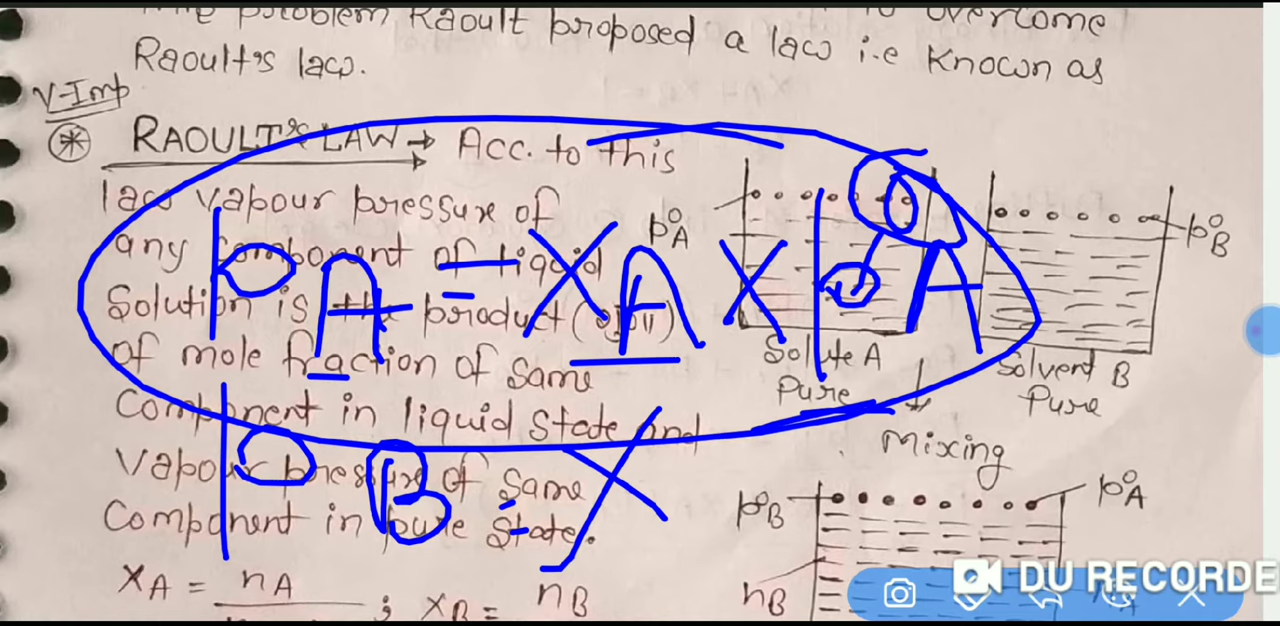 problem Raoult proposed a law i.e known as
overcome
Raoult's law.
V-Imp
* RAOULT'S LAW → Acc. to this
law vapour pressure of
any component of liquid
Solution is the product
of mole fraction of same
component in liquid state and
vapour pressure of same
Component in pure state.
xA = nA ; xB = nB
p°A
p°B
Solute A
Pure
Solvent B
Pure
Mixing
p°B
p°A
nB
pA = XA X p°A
pB X
DU RECORDE